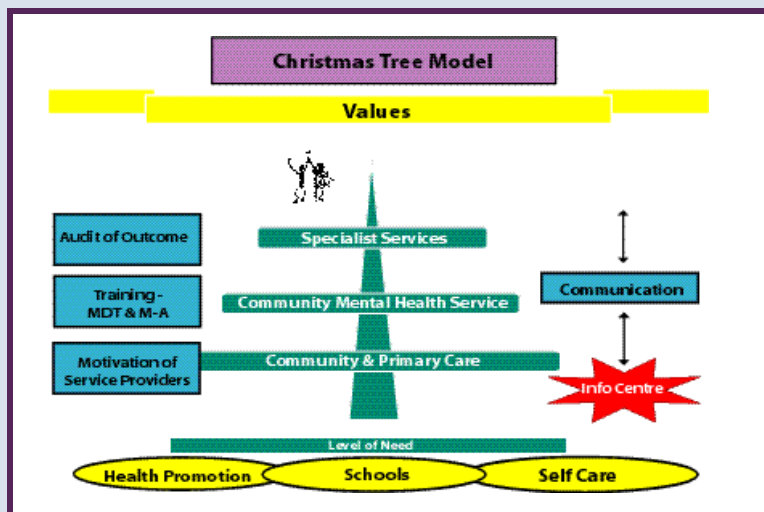 Christmas Tree Model
Values
Audit of Outcome
Specialist Services
Training -
MDT & M-A
Community Mental Health Service
Communication
Motivation of
Service Providers
Community & Primary Care
Info Centre
Level of Need
Health Promotion
Schools
Self Care